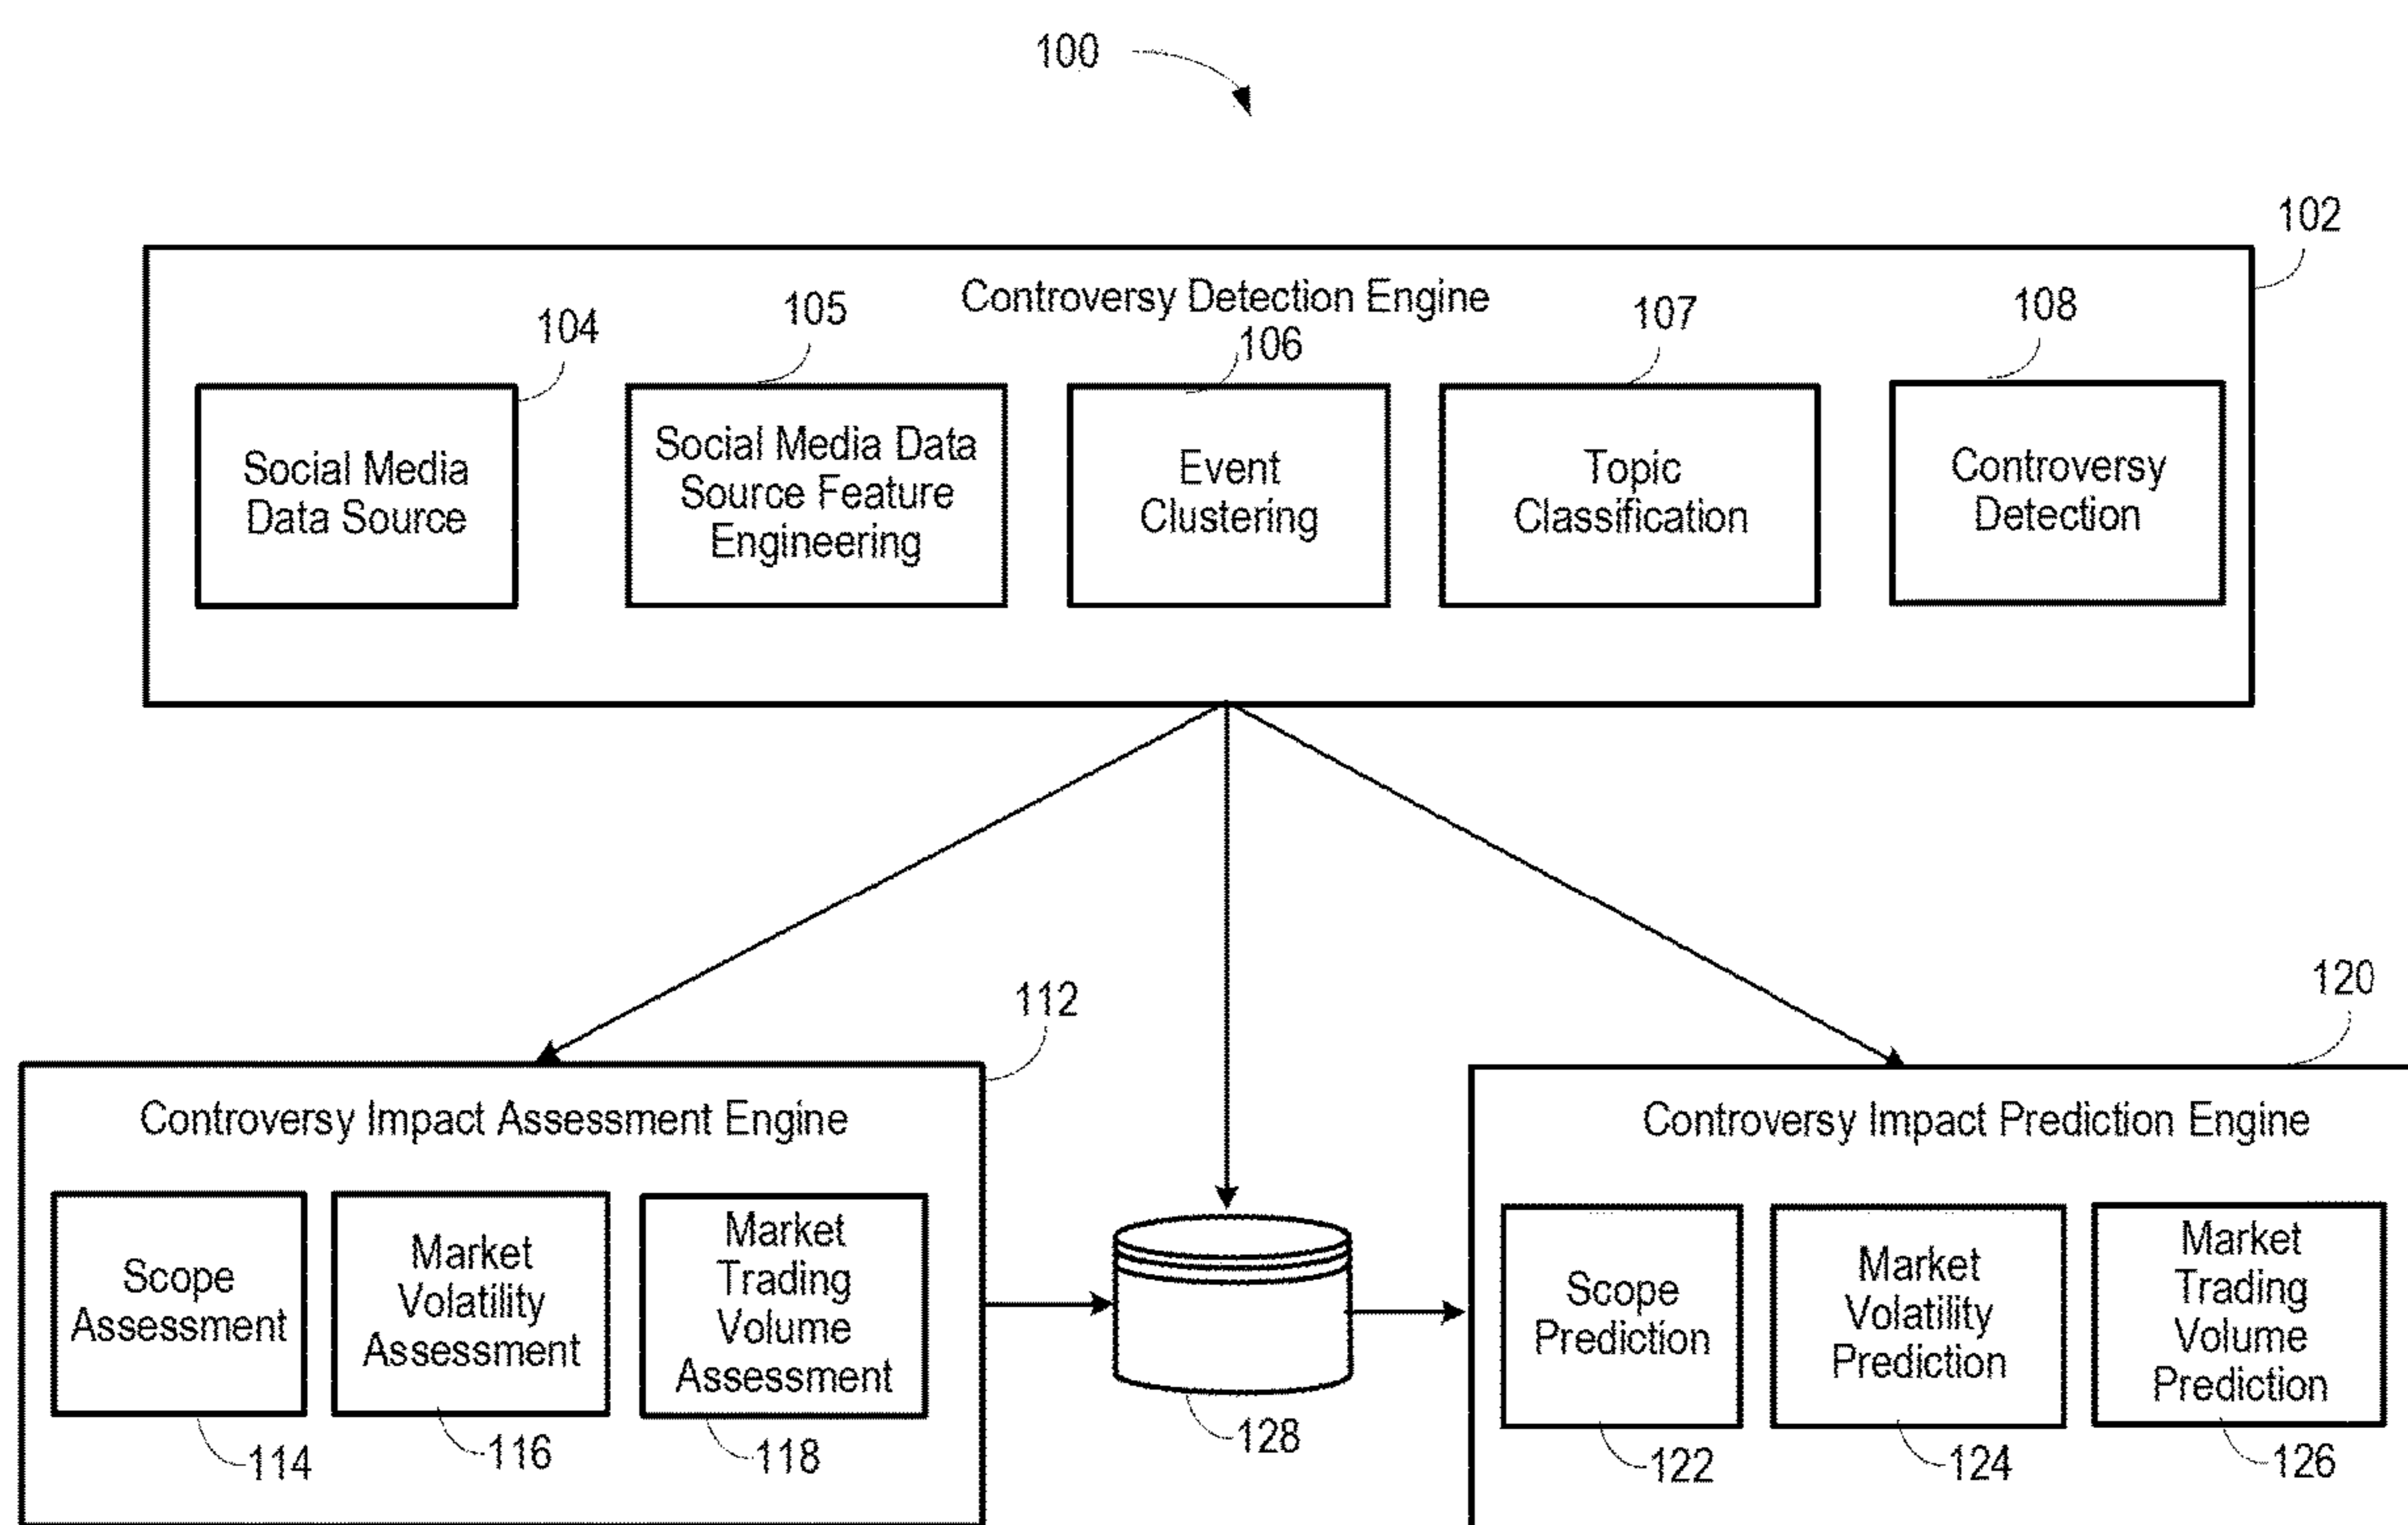 100
102
Controversy Detection Engine
104
105
106
107
108
Social Media
Data Source
Social Media Data
Source Feature
Engineering
Event
Clustering
Topic
Classification
Controversy
Detection
112
120
Controversy Impact Assessment Engine
Scope
Assessment
Market
Volatility
Assessment
Market
Trading
Volume
Assessment
114
116
118
128
Controversy Impact Prediction Engine
Scope
Prediction
Market
Volatility
Prediction
Market
Trading
Volume
Prediction
122
124
126